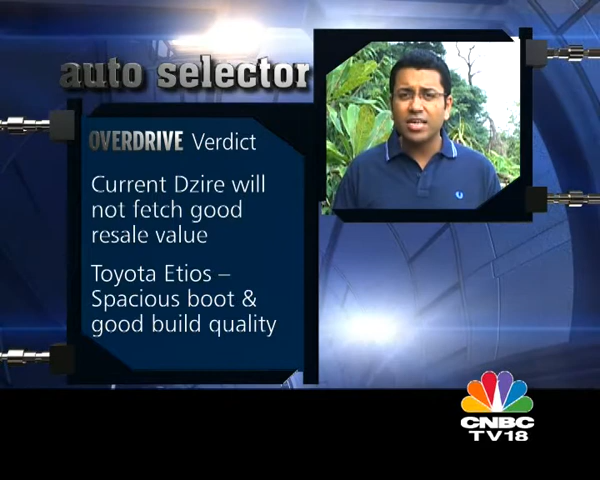 auto selector
OVERDRIVE Verdict
Current Dzire will
not fetch good
resale value
Toyota Etios –
Spacious boot &
good build quality
CNBC
TV18